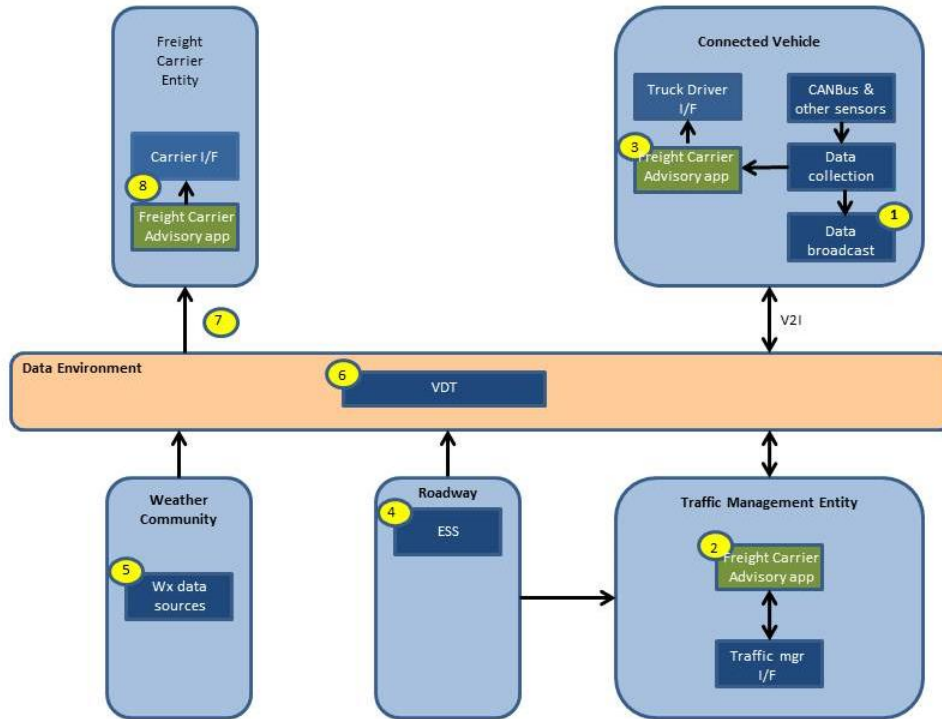 Freight
Carrier
Entity
Carrier I/F
8
Freight Carrier
Advisory app
7
Connected Vehicle
Truck Driver
I/F
CANBus &
other sensors
3
Freight Carrier
Advisory app
Data
collection
1
Data
broadcast
V2I
Data Environment
6
VDT
Weather
Community
5
Wx data
sources
Roadway
4
ESS
Traffic Management Entity
2
Freight Carrier
Advisory app
Traffic mgr
I/F